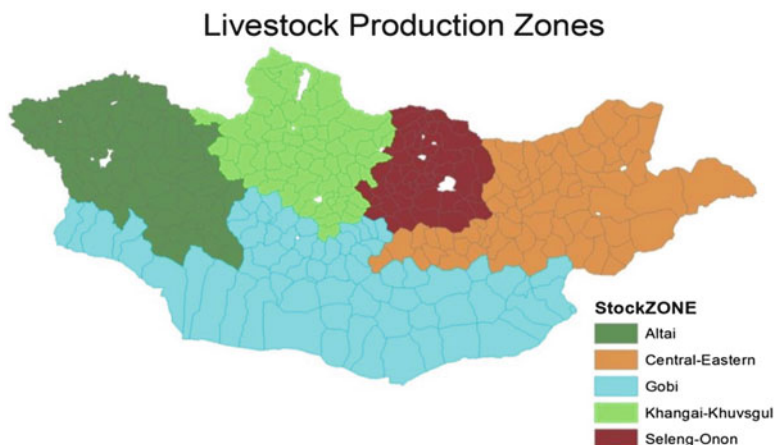 Livestock Production Zones
StockZONE
Altai
Central-Eastern
Gobi
Khangai-Khuvsgul
Seleng-Onon